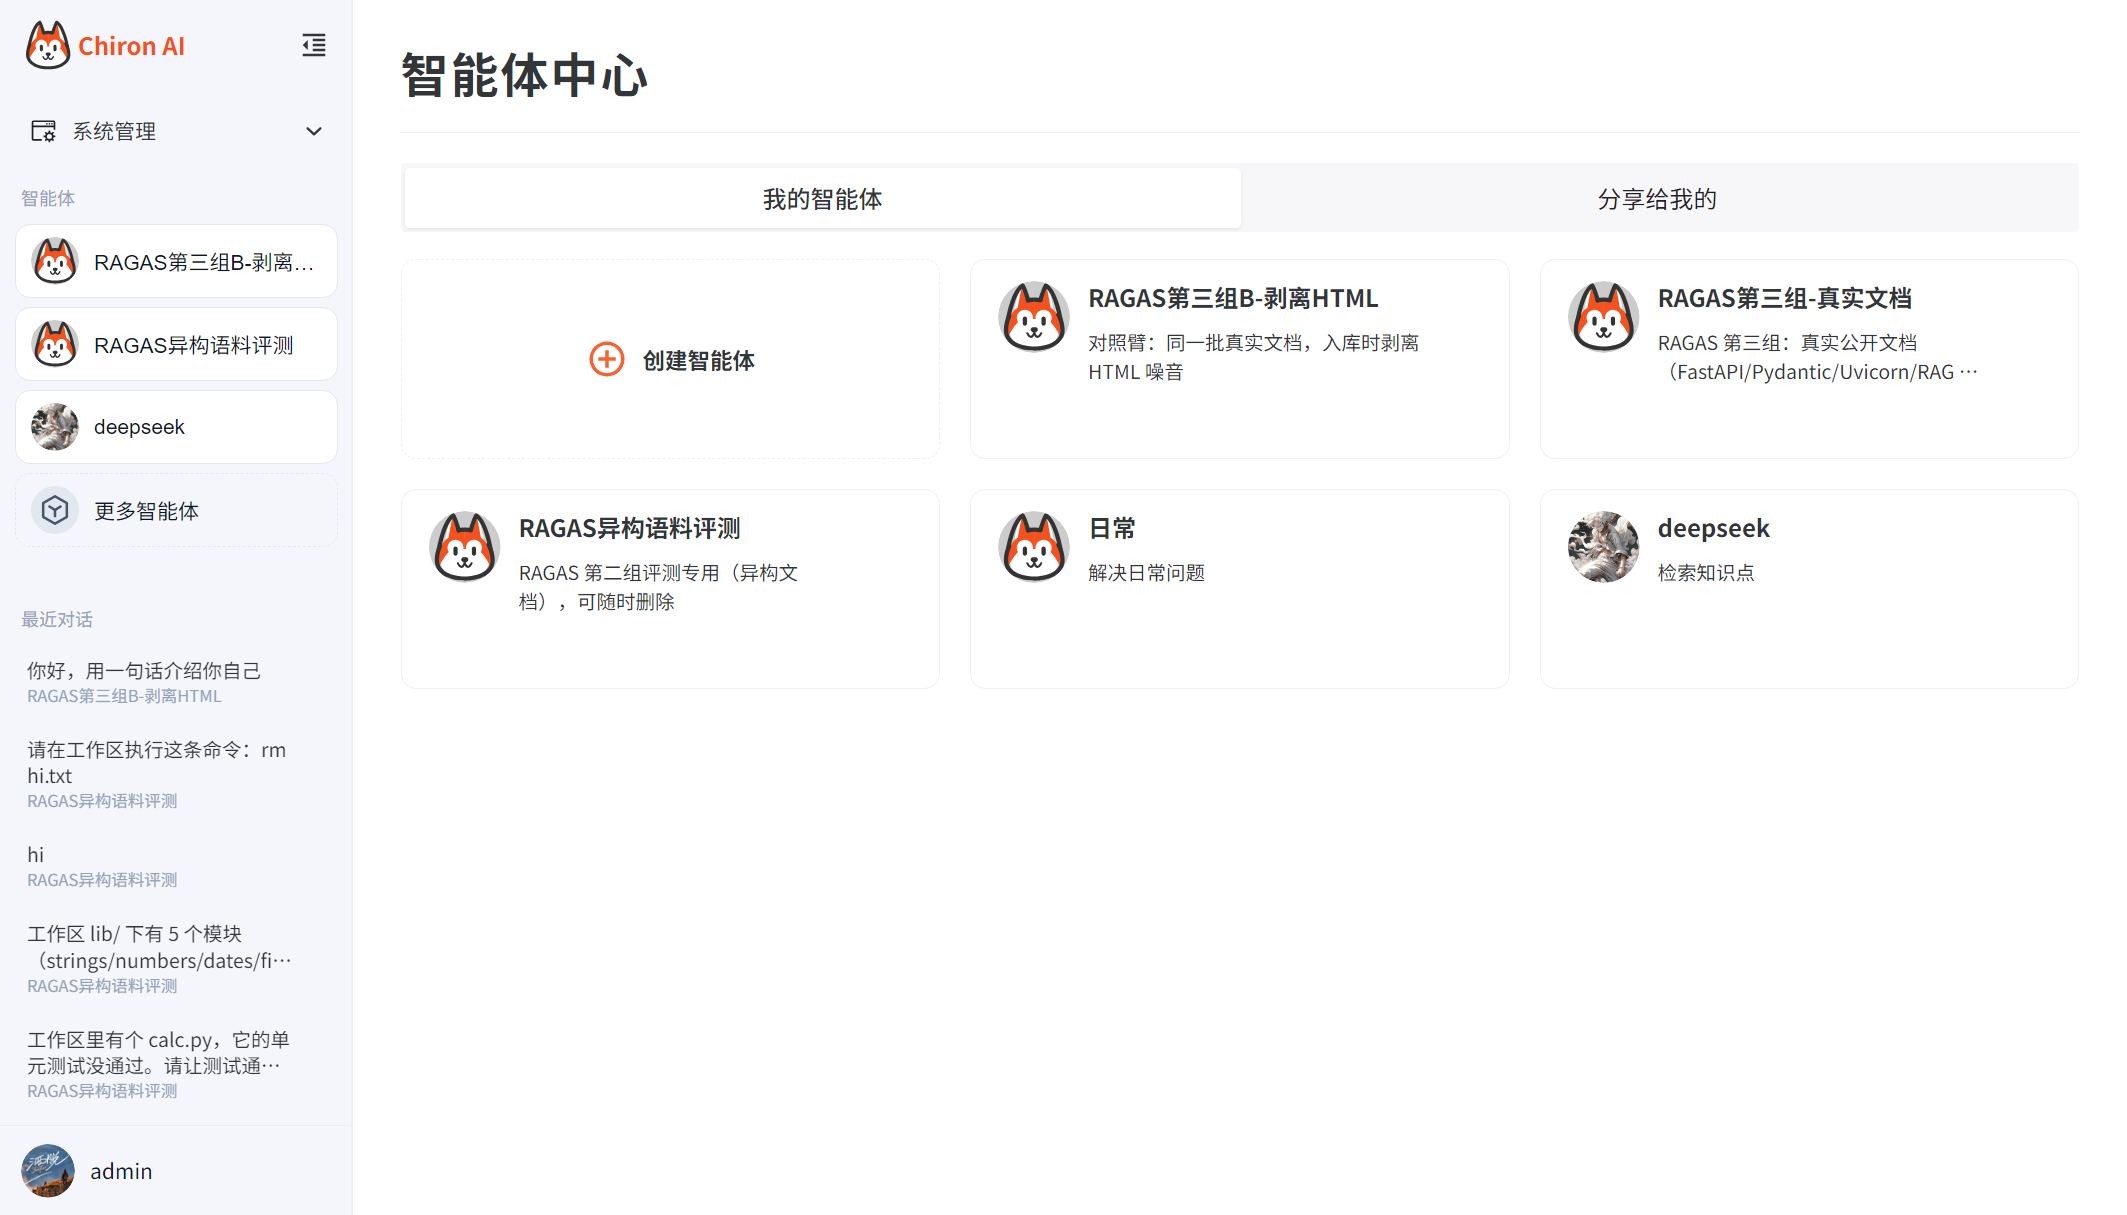 Chiron AI
系统管理
智能体
RAGAS第三组B-剥离...
RAGAS异构语料评测
deepseek
更多智能体
最近对话
你好，用一句话介绍你自己
RAGAS第三组B-剥离HTML
请在工作区执行这条命令：rm
hi.txt
RAGAS异构语料评测
hi
RAGAS异构语料评测
工作区 lib/ 下有 5 个模块
（strings/numbers/dates/fi…
RAGAS异构语料评测
工作区里有个 calc.py，它的单
元测试没通过。请让测试通…
RAGAS异构语料评测
admin
智能体中心
我的智能体
分享给我的
创建智能体
RAGAS第三组B-剥离HTML
对照臂：同一批真实文档，入库时剥离
HTML 噪音
RAGAS第三组-真实文档
RAGAS 第三组：真实公开文档
（FastAPI/Pydantic/Uvicorn/RAG …
RAGAS异构语料评测
RAGAS 第二组评测专用（异构文
档），可随时删除
日常
解决日常问题
deepseek
检索知识点